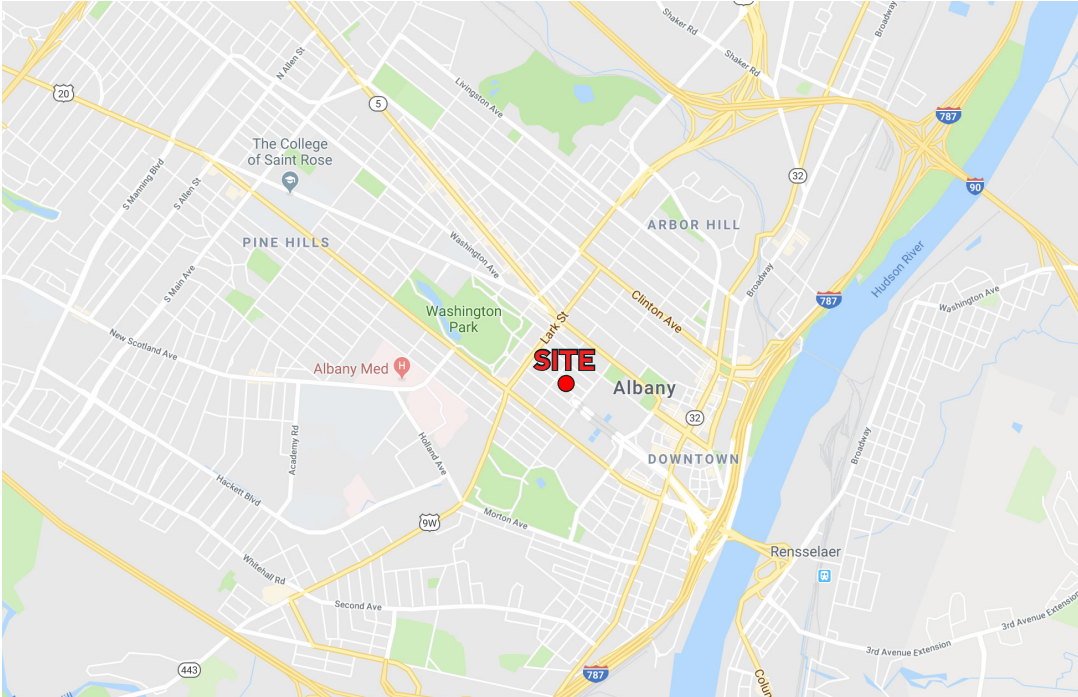 Shaker Rd
Broadway
N Allen St
Shaker Rd
20
Livingston Ave
5
787
The College
of Saint Rose
S Manning Blvd
32
90
S Allen St
ARBOR HILL
PINE HILLS
Washington Ave
Hudson River
S Main Ave
Broadway
Clinton Ave
787
Washington Ave
Washington
Park
Lark St
New Scotland Ave
SITE
Albany Med
H
Albany
32
Broadway
Academy Rd
Holland Ave
DOWNTOWN
Hackett Blvd
9W
Morton Ave
Rensselaer
Whitehall Rd
Second Ave
3rd Avenue Extension
3rd Avenue Extension
443
787
Colum